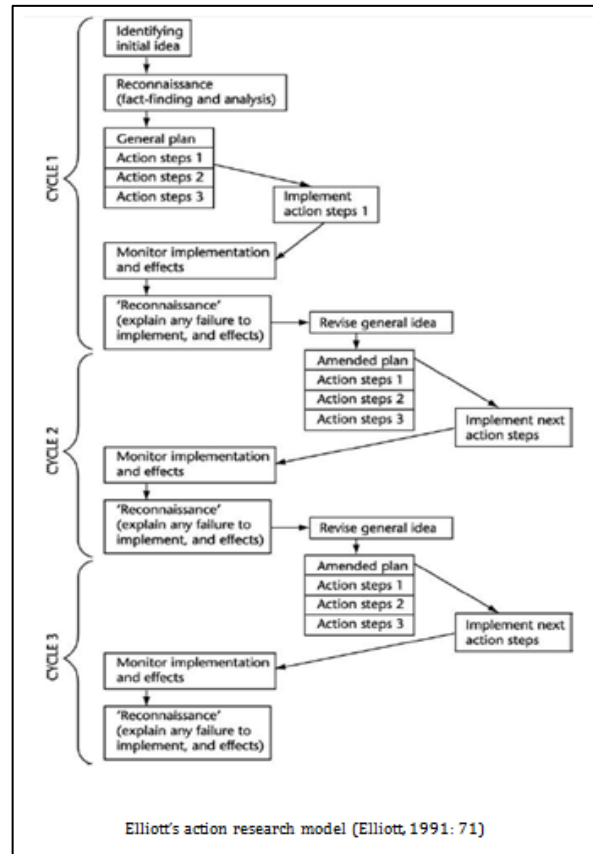 Identifying
initial idea
Reconnaissance
(fact-finding and analysis)
General plan
Action steps 1
Action steps 2
Action steps 3
Implement
action steps 1
Monitor implementation
and effects
'Reconnaissance'
(explain any failure to
implement, and effects)
Revise general idea
Amended plan
Action steps 1
Action steps 2
Action steps 3
Implement next
action steps
Monitor implementation
and effects
'Reconnaissance'
(explain any failure to
implement, and effects)
Revise general idea
Amended plan
Action steps 1
Action steps 2
Action steps 3
Implement next
action steps
Monitor implementation
and effects
'Reconnaissance'
(explain any failure to
implement, and effects)
CYCLE 1
CYCLE 2
CYCLE 3
Elliott's action research model (Elliott, 1991: 71)